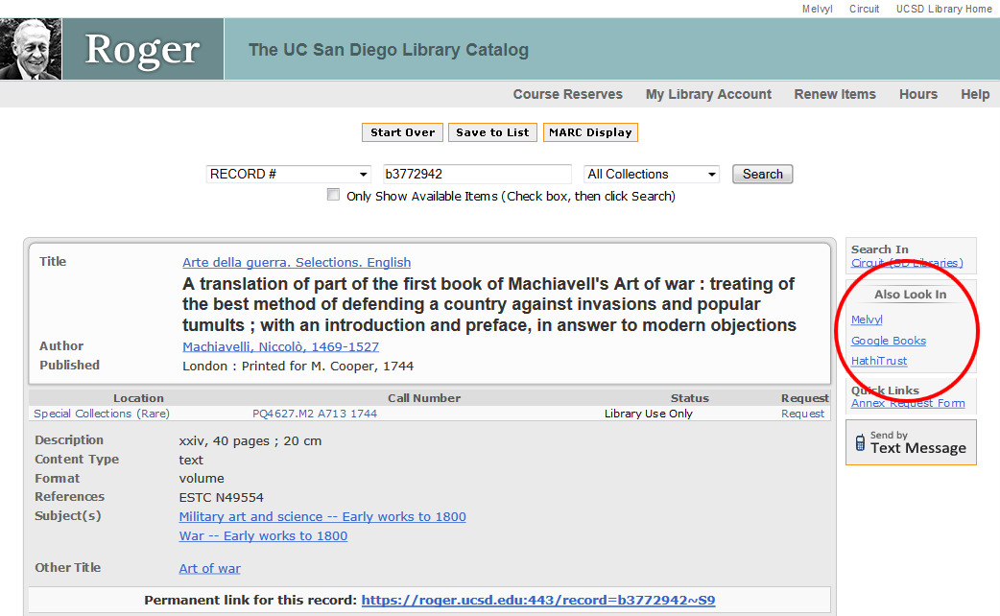 Melvyl Circuit UCSD Library Home
Roger The UC San Diego Library Catalog
Course Reserves My Library Account Renew Items Hours Help
Start Over Save to List MARC Display
RECORD # b3772942 All Collections Search
Only Show Available Items (Check box, then click Search)
Title Arte della guerra. Selections. English
A translation of part of the first book of Machiavell's Art of war : treating of
the best method of defending a country against invasions and popular
tumults ; with an introduction and preface, in answer to modern objections
Author Machiavelli, Niccolò, 1469-1527
Published London : Printed for M. Cooper, 1744
Location Call Number Status Request
Special Collections (Rare) PQ4627.M2 A713 1744 Library Use Only Request
Description xxiv, 40 pages ; 20 cm
Content Type text
Format volume
References ESTC N49554
Subject(s) Military art and science -- Early works to 1800
War -- Early works to 1800
Other Title Art of war
Permanent link for this record: https://roger.ucsd.edu:443/record=b3772942~S9
Search In
Circuit (SD Libraries)
Also Look In
Melvyl
Google Books
HathiTrust
Quick Links
Annex Request Form
Send by
Text Message